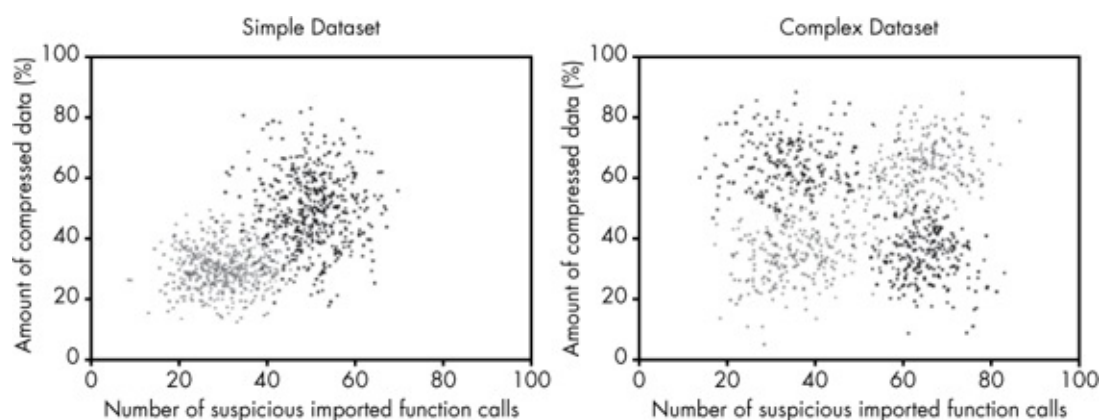 Simple Dataset
Amount of compressed data (%)
100
80
60
40
20
0
0 20 40 60 80 100
Number of suspicious imported function calls
Complex Dataset
Amount of compressed data (%)
100
80
60
40
20
0
0 20 40 60 80 100
Number of suspicious imported function calls